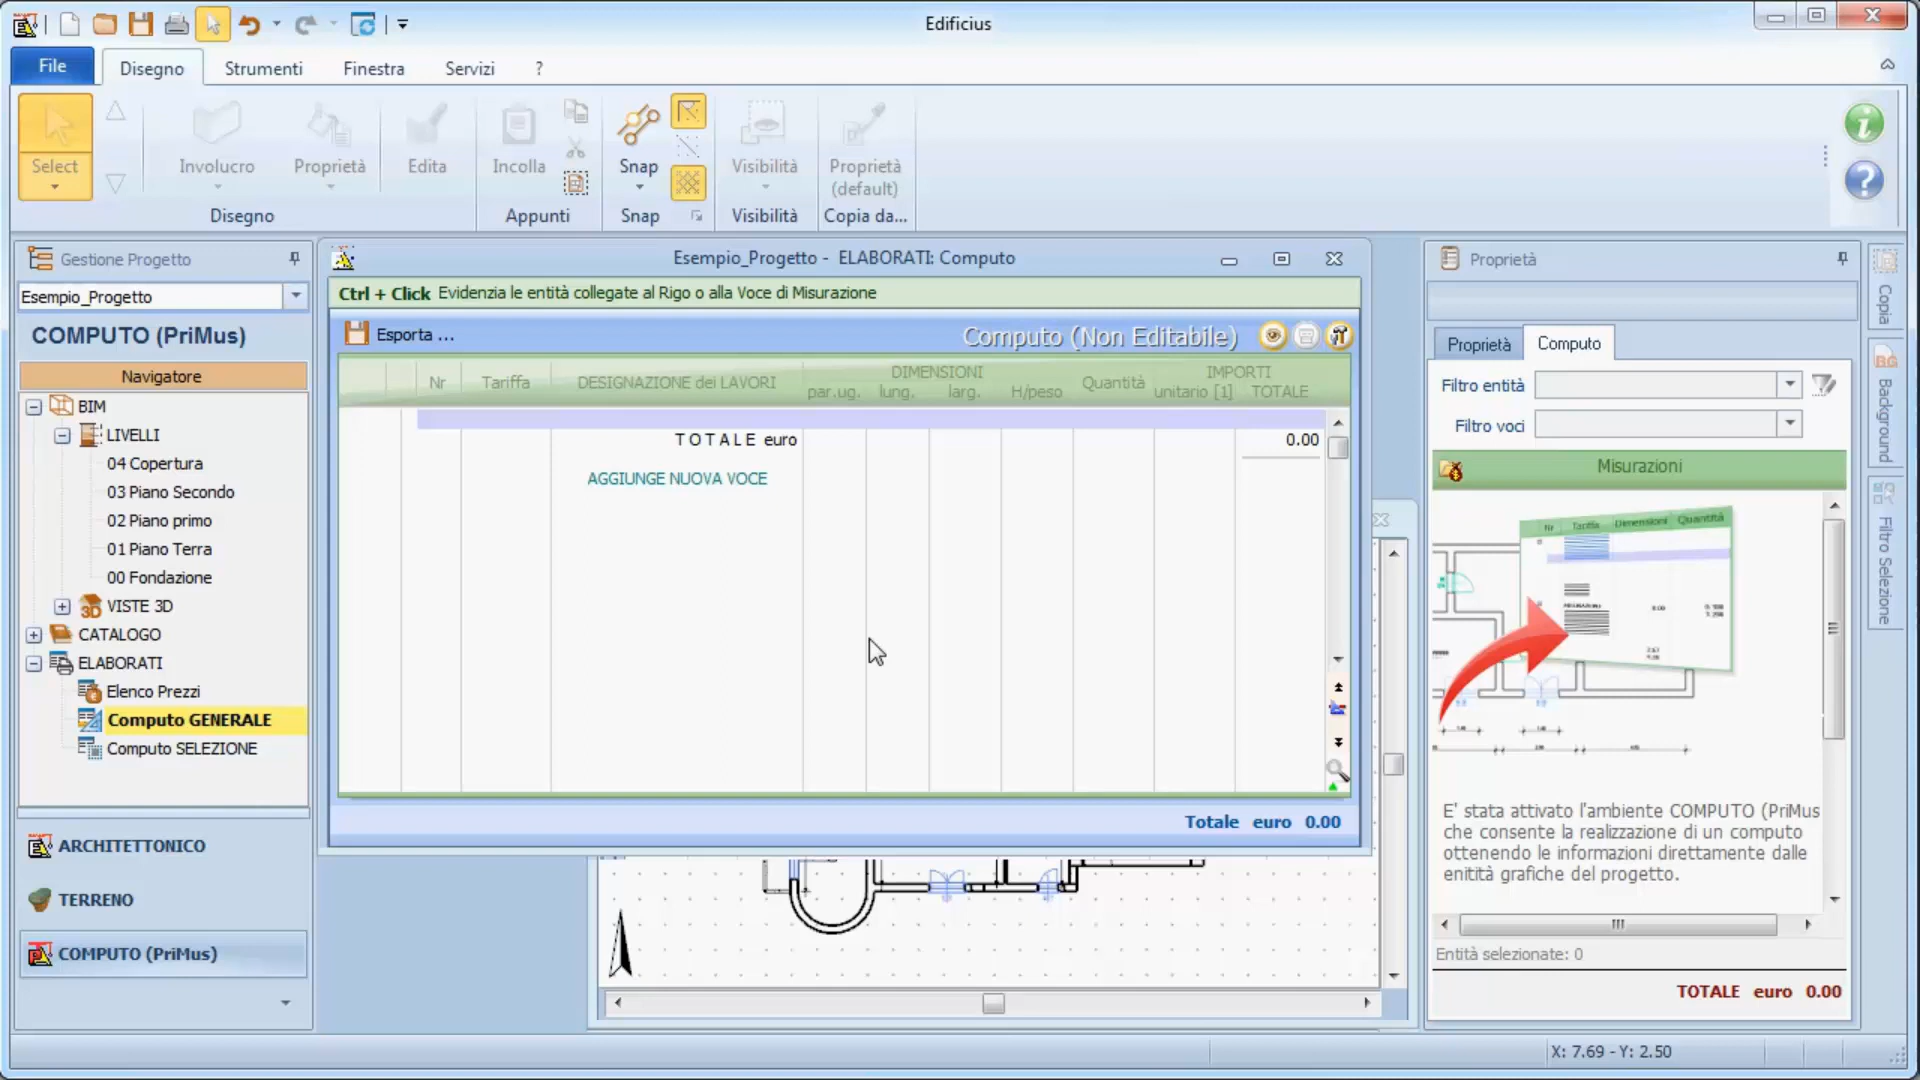 Edificius
File
Disegno
Strumenti
Finestra
Servizi
?
Select
Involucro
Proprietà
Edita
Incolla
Snap
Visibilità
Proprietà
(default)
Disegno
Appunti
Snap
Visibilità
Copia da...
Gestione Progetto
Esempio_Progetto
COMPUTO (PriMus)
Navigatore
BIM
LIVELLI
04 Copertura
03 Piano Secondo
02 Piano primo
01 Piano Terra
00 Fondazione
VISTE 3D
CATALOGO
ELABORATI
Elenco Prezzi
Computo GENERALE
Computo SELEZIONE
ARCHITETTONICO
TERRENO
COMPUTO (PriMus)
Esempio_Progetto - ELABORATI: Computo
Ctrl + Click Evidenzia le entità collegate al Rigo o alla Voce di Misurazione
Esporta ...
Computo (Non Editabile)
Nr
Tariffa
DESIGNAZIONE dei LAVORI
DIMENSIONI
par.ug.
lung.
larg.
H/peso
Quantità
IMPORTI
unitario [1]
TOTALE
T O T A L E euro
0.00
AGGIUNGE NUOVA VOCE
Totale euro 0.00
Proprietà
Proprietà
Computo
Filtro entità
Filtro voci
Misurazioni
Nr
Tariffa
Dimensioni
Quantità
E' stata attivato l'ambiente COMPUTO (PriMus
che consente la realizzazione di un computo
ottenendo le informazioni direttamente dalle
enitità grafiche del progetto.
Entità selezionate: 0
TOTALE euro 0.00
Copia
BG
Background
Filtro Selezione
X: 7.69 - Y: 2.50